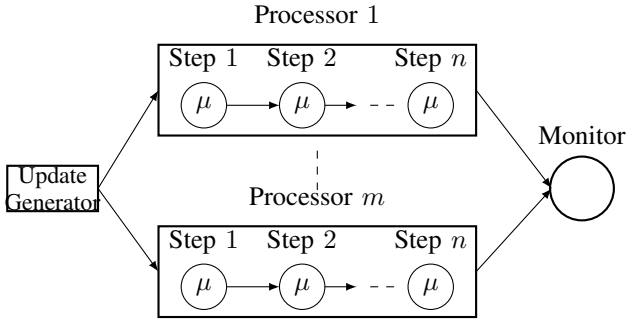 Processor 1
Step 1 Step 2 Step n
μ μ μ
Monitor
Update
Generator
Processor m
Step 1 Step 2 Step n
μ μ μ